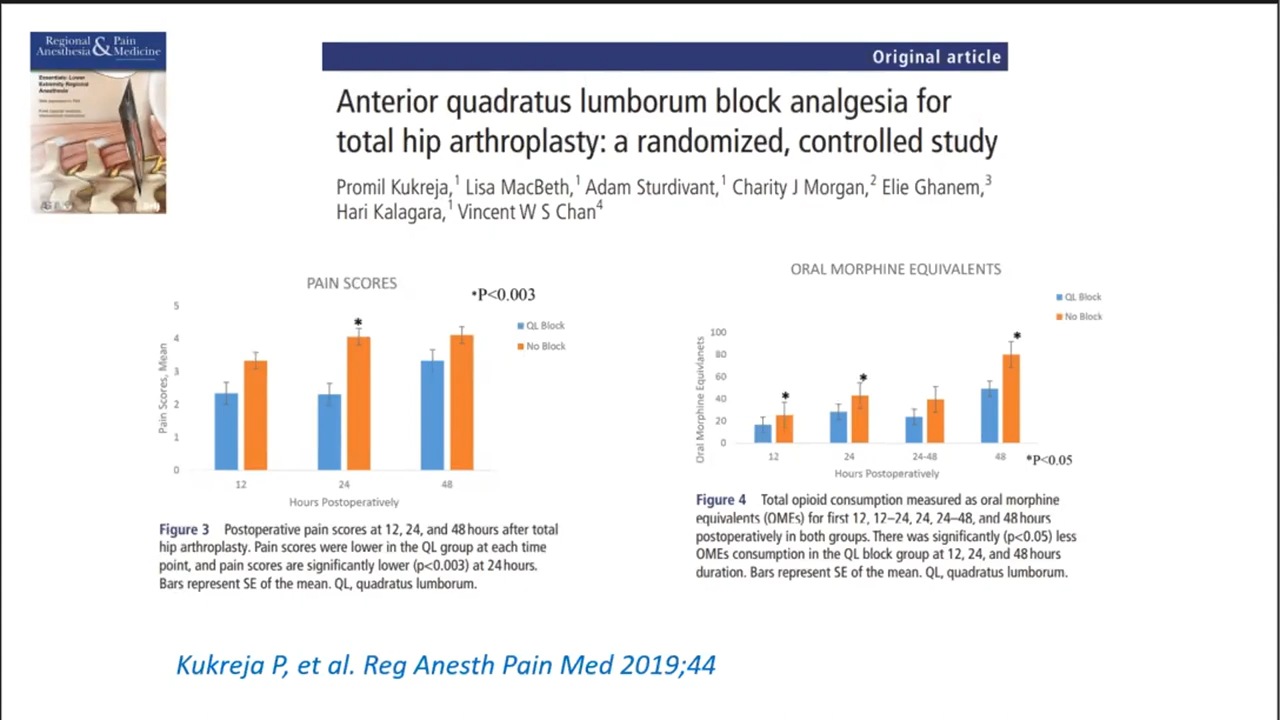 Regional & Pain
Anesthesia Medicine
Essentials: Lower
Extremity Regional
Anesthesia
Original article
Anterior quadratus lumborum block analgesia for
total hip arthroplasty: a randomized, controlled study
Promil Kukreja,1 Lisa MacBeth,1 Adam Sturdivant,1 Charity J Morgan,2 Elie Ghanem,3
Hari Kalagara,1 Vincent W S Chan4
PAIN SCORES
*P<0.003
5
4
3
2
1
0
Pain Scores, Mean
*
QL Block
No Block
12 24 48
Hours Postoperatively
Figure 3 Postoperative pain scores at 12, 24, and 48 hours after total
hip arthroplasty. Pain scores were lower in the QL group at each time
point, and pain scores are significantly lower (p<0.003) at 24 hours.
Bars represent SE of the mean. QL, quadratus lumborum.
ORAL MORPHINE EQUIVALENTS
QL Block
No Block
100
80
60
40
20
0
Oral Morphine Equivlanets
* * *
12 24 24-48 48
*P<0.05
Hours Postoperatively
Figure 4 Total opioid consumption measured as oral morphine
equivalents (OMEs) for first 12, 12–24, 24, 24–48, and 48 hours
postoperatively in both groups. There was significantly (p<0.05) less
OMEs consumption in the QL block group at 12, 24, and 48 hours
duration. Bars represent SE of the mean. QL, quadratus lumborum.
Kukreja P, et al. Reg Anesth Pain Med 2019;44